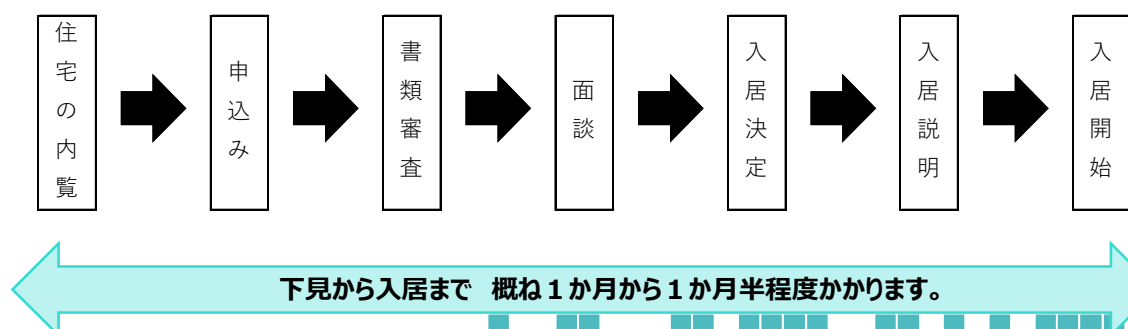 住宅の内覧
申込み
書類審査
面談
入居決定
入居説明
入居開始
下見から入居まで 概ね１か月から１か月半程度かかります。